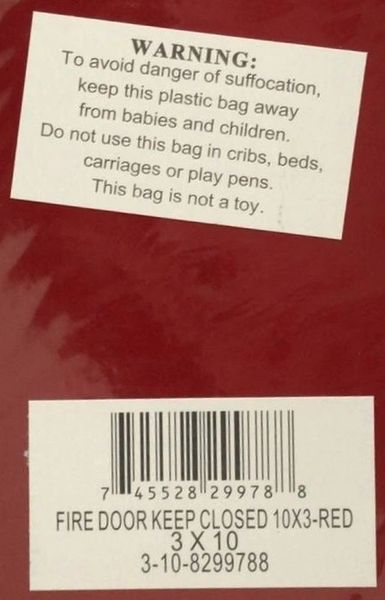 WARNING:
To avoid danger of suffocation,
keep this plastic bag away
from babies and children.
Do not use this bag in cribs, beds,
carriages or play pens.
This bag is not a toy.
7 45528 29978 8
FIRE DOOR KEEP CLOSED 10X3-RED
3 X 10
3-10-8299788